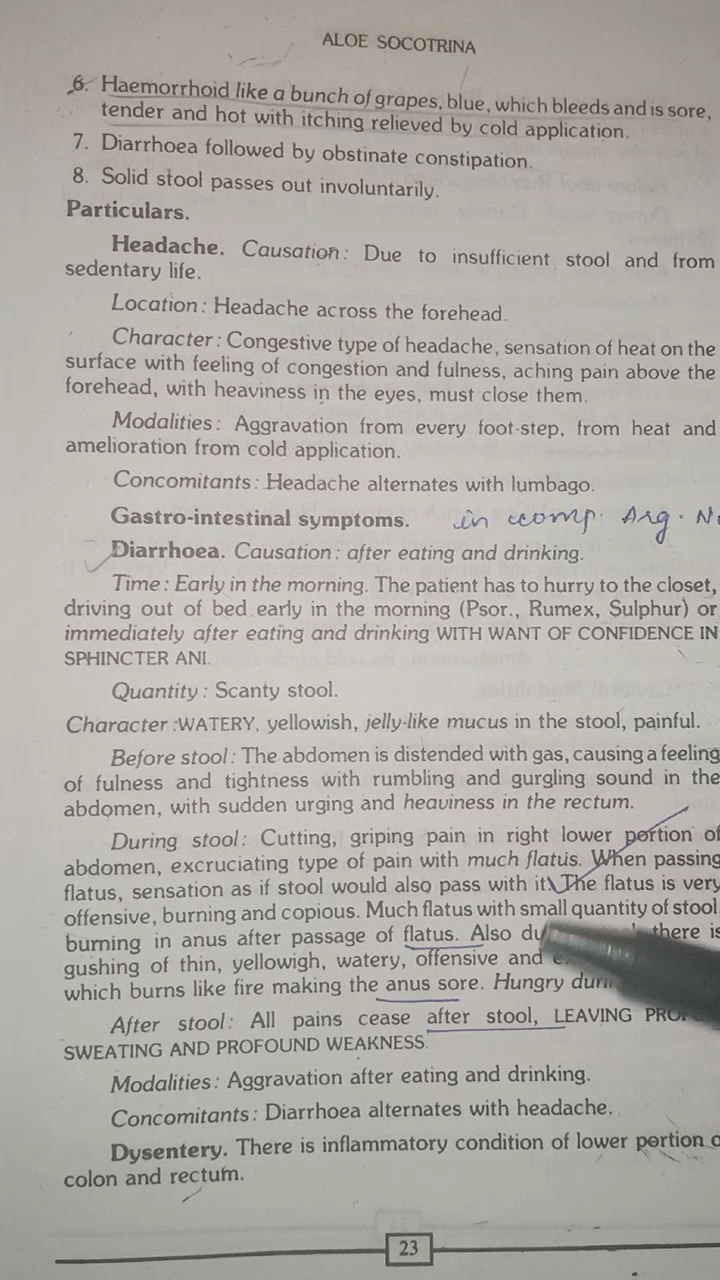 ALOE SOCOTRINA
6. Haemorrhoid like a bunch of grapes, blue, which bleeds and is sore,
tender and hot with itching relieved by cold application.
7. Diarrhoea followed by obstinate constipation.
8. Solid stool passes out involuntarily.
Particulars.
Headache. Causation : Due to insufficient stool and from
sedentary life.
Location : Headache across the forehead.
Character : Congestive type of headache, sensation of heat on the
surface with feeling of congestion and fulness, aching pain above the
forehead, with heaviness in the eyes, must close them.
Modalities : Aggravation from every foot-step, from heat and
amelioration from cold application.
Concomitants : Headache alternates with lumbago.
Gastro-intestinal symptoms. in comp. Arg. N
Diarrhoea. Causation : after eating and drinking.
Time : Early in the morning. The patient has to hurry to the closet,
driving out of bed early in the morning (Psor., Rumex, Sulphur) or
immediately after eating and drinking WITH WANT OF CONFIDENCE IN
SPHINCTER ANI.
Quantity : Scanty stool.
Character :WATERY, yellowish, jelly-like mucus in the stool, painful.
Before stool : The abdomen is distended with gas, causing a feeling
of fulness and tightness with rumbling and gurgling sound in the
abdomen, with sudden urging and heaviness in the rectum.
During stool : Cutting, griping pain in right lower portion of
abdomen, excruciating type of pain with much flatus. When passing
flatus, sensation as if stool would also pass with it. The flatus is very
offensive, burning and copious. Much flatus with small quantity of stool
burning in anus after passage of flatus. Also there is
gushing of thin, yellowigh, watery, offensive and
which burns like fire making the anus sore. Hungry
After stool : All pains cease after stool, LEAVING
SWEATING AND PROFOUND WEAKNESS.
Modalities : Aggravation after eating and drinking.
Concomitants : Diarrhoea alternates with headache.
Dysentery. There is inflammatory condition of lower portion
colon and rectum.
23